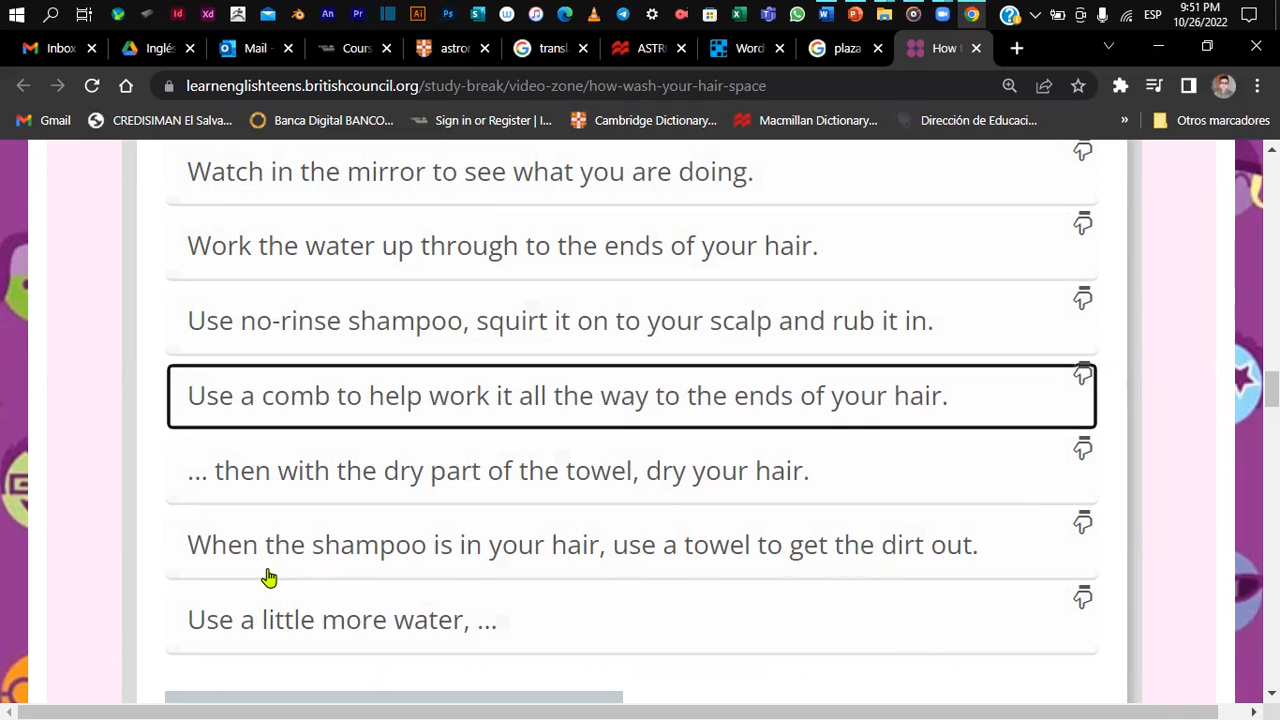 9:51 PM
ESP
10/26/2022
Inbox
Inglés
Mail -
Cours
astror
transl
ASTR
Word
plaza
How t
learnenglishteens.britishcouncil.org/study-break/video-zone/how-wash-your-hair-space
Gmail
CREDISIMAN El Salva...
Banca Digital BANCO...
Sign in or Register | I...
Cambridge Dictionary...
Macmillan Dictionary...
Dirección de Educaci...
»
Otros marcadores
Watch in the mirror to see what you are doing.
Work the water up through to the ends of your hair.
Use no-rinse shampoo, squirt it on to your scalp and rub it in.
Use a comb to help work it all the way to the ends of your hair.
... then with the dry part of the towel, dry your hair.
When the shampoo is in your hair, use a towel to get the dirt out.
Use a little more water, ...